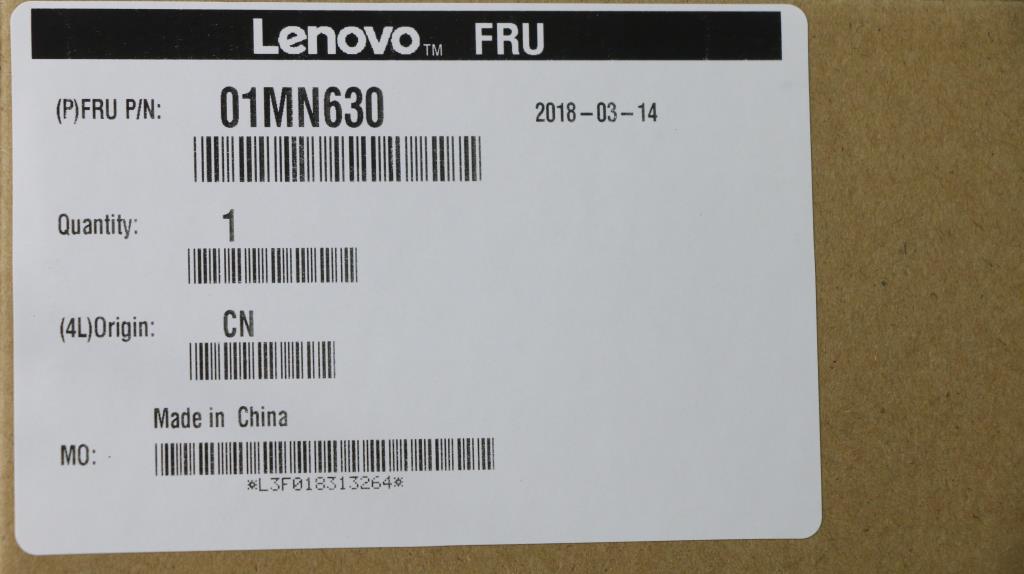 Lenovo™ FRU
(P)FRU P/N: 01MN630 2018-03-14
Quantity: 1
(4L)Origin: CN
Made in China
MO:
*L3F018313264*